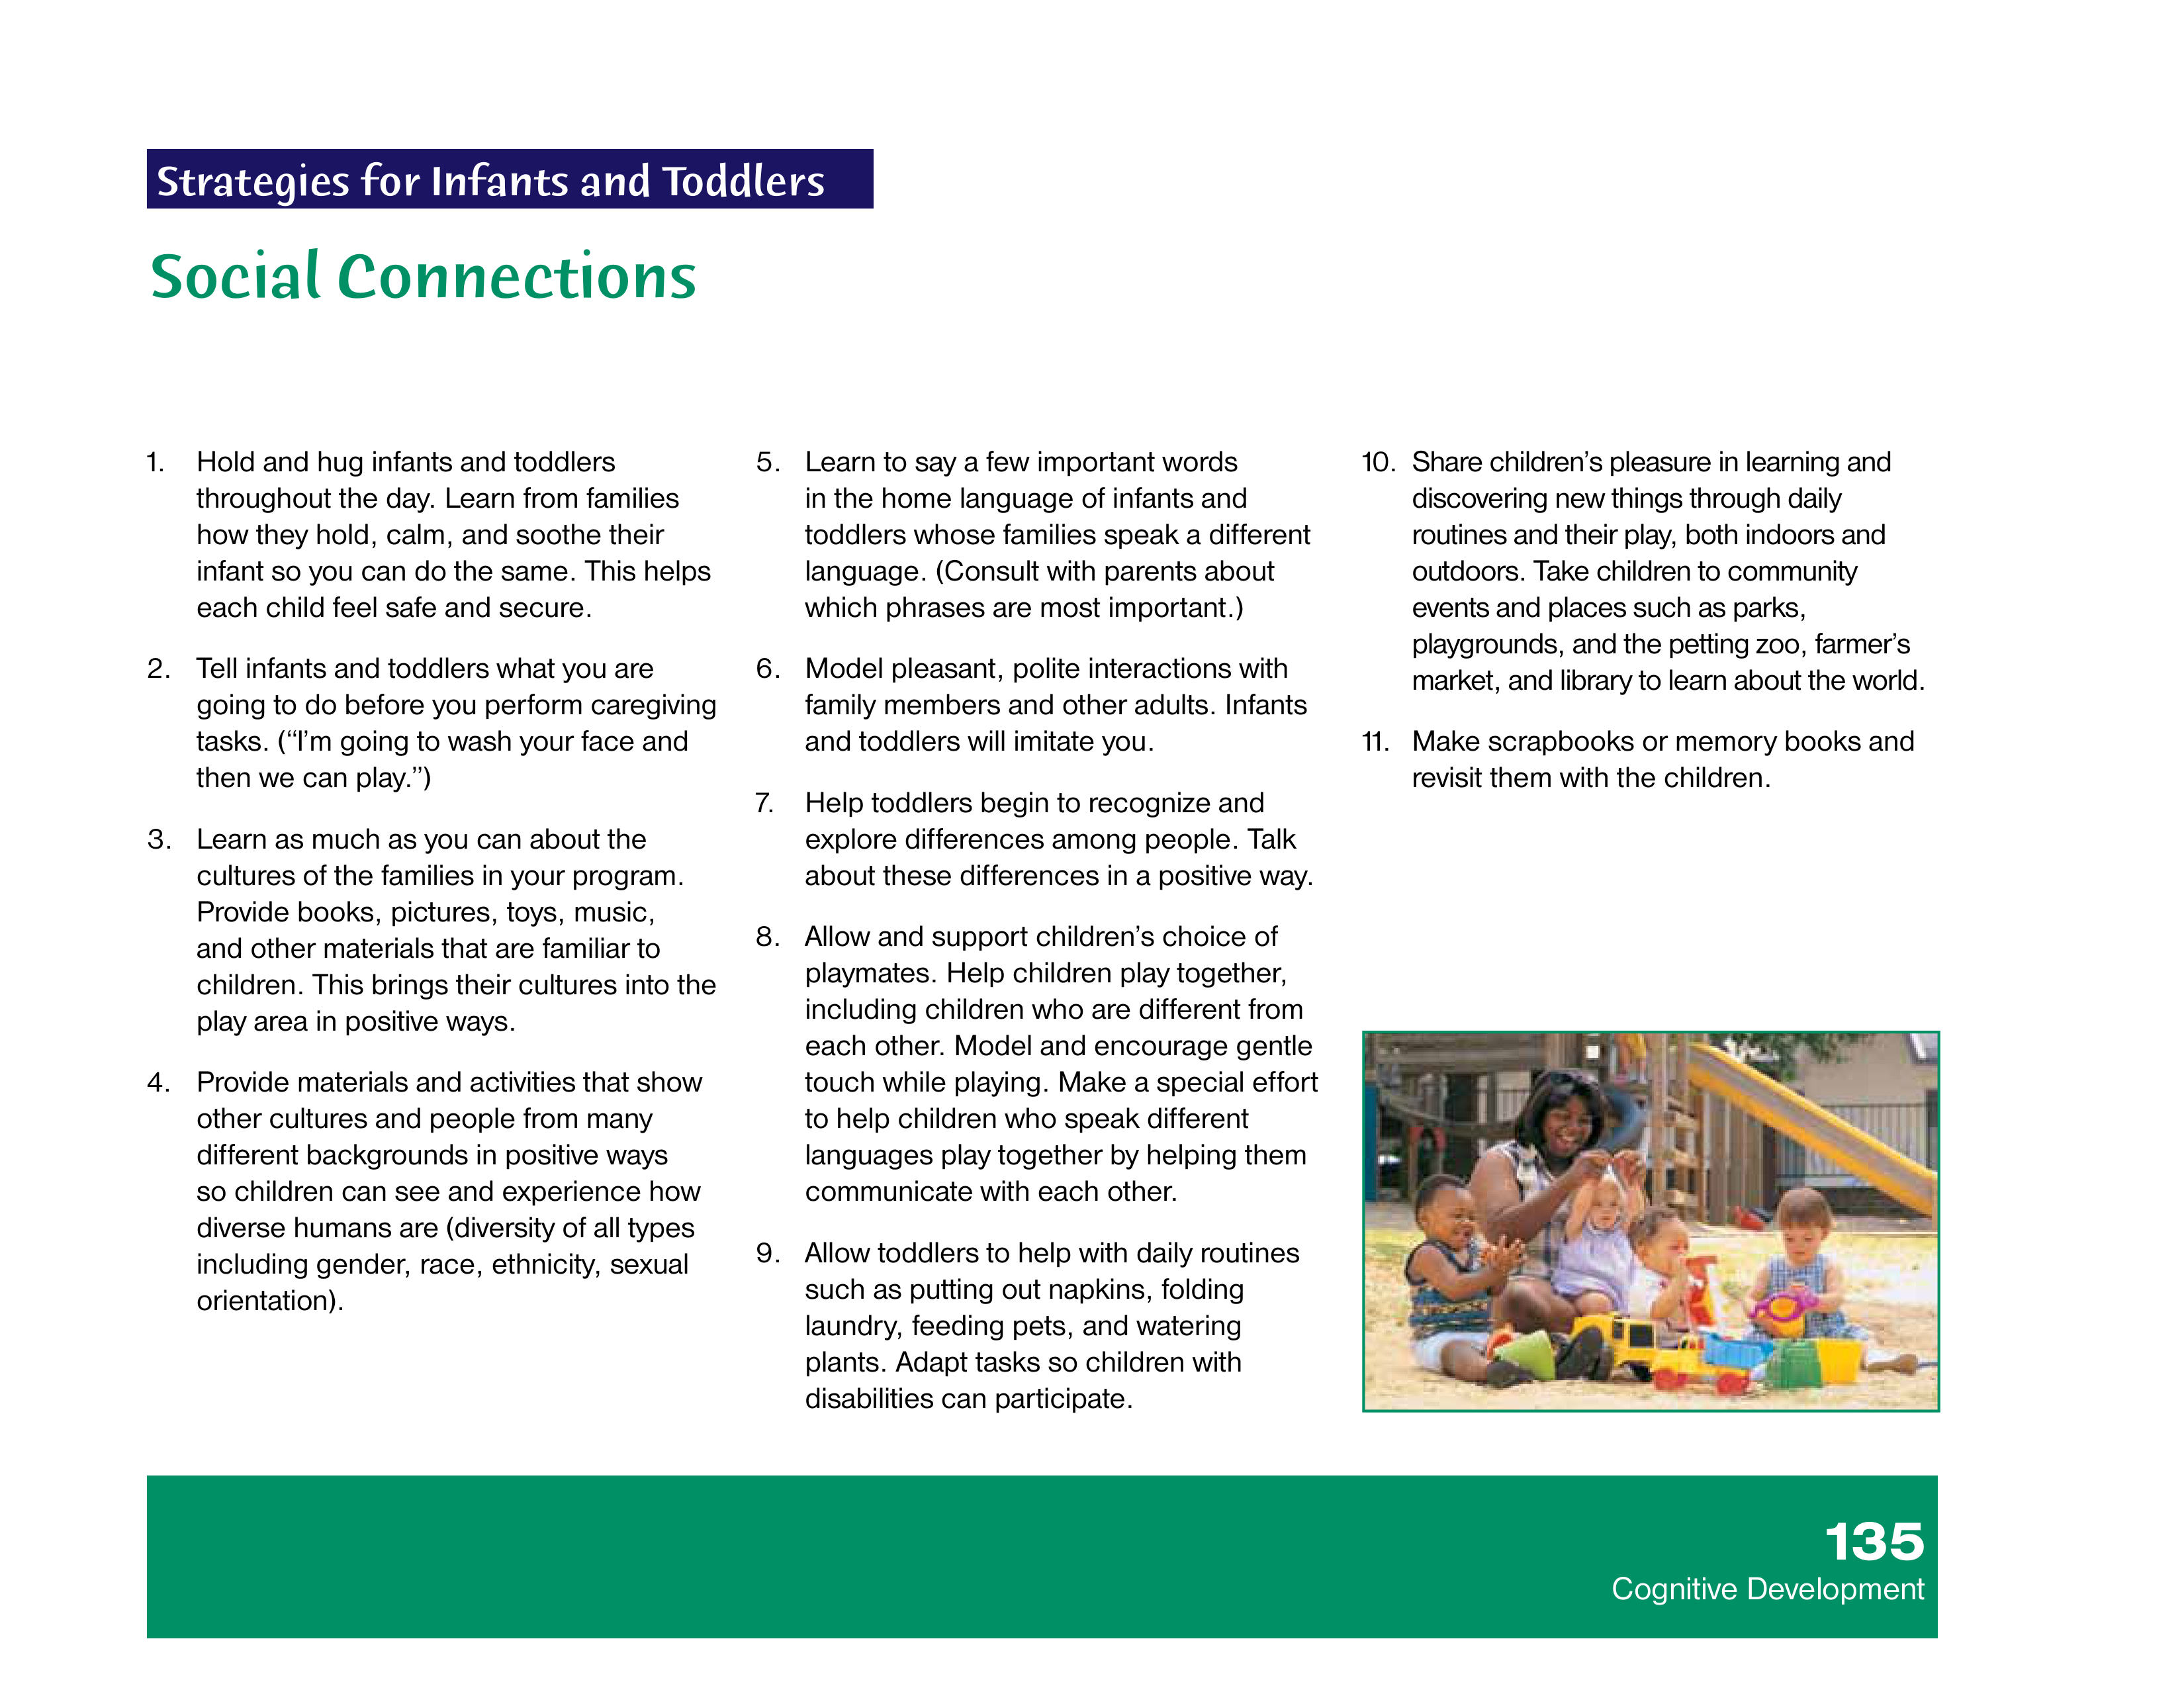 Strategies for Infants and Toddlers
Social Connections
1. Hold and hug infants and toddlers
throughout the day. Learn from families
how they hold, calm, and soothe their
infant so you can do the same. This helps
each child feel safe and secure.
2. Tell infants and toddlers what you are
going to do before you perform caregiving
tasks. (“I’m going to wash your face and
then we can play.”)
3. Learn as much as you can about the
cultures of the families in your program.
Provide books, pictures, toys, music,
and other materials that are familiar to
children. This brings their cultures into the
play area in positive ways.
4. Provide materials and activities that show
other cultures and people from many
different backgrounds in positive ways
so children can see and experience how
diverse humans are (diversity of all types
including gender, race, ethnicity, sexual
orientation).
5. Learn to say a few important words
in the home language of infants and
toddlers whose families speak a different
language. (Consult with parents about
which phrases are most important.)
6. Model pleasant, polite interactions with
family members and other adults. Infants
and toddlers will imitate you.
7. Help toddlers begin to recognize and
explore differences among people. Talk
about these differences in a positive way.
8. Allow and support children’s choice of
playmates. Help children play together,
including children who are different from
each other. Model and encourage gentle
touch while playing. Make a special effort
to help children who speak different
languages play together by helping them
communicate with each other.
9. Allow toddlers to help with daily routines
such as putting out napkins, folding
laundry, feeding pets, and watering
plants. Adapt tasks so children with
disabilities can participate.
10. Share children’s pleasure in learning and
discovering new things through daily
routines and their play, both indoors and
outdoors. Take children to community
events and places such as parks,
playgrounds, and the petting zoo, farmer’s
market, and library to learn about the world.
11. Make scrapbooks or memory books and
revisit them with the children.
135
Cognitive Development